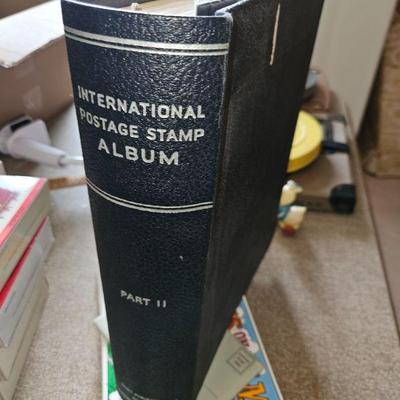 INTERNATIONAL
POSTAGE STAMP
ALBUM
PART II